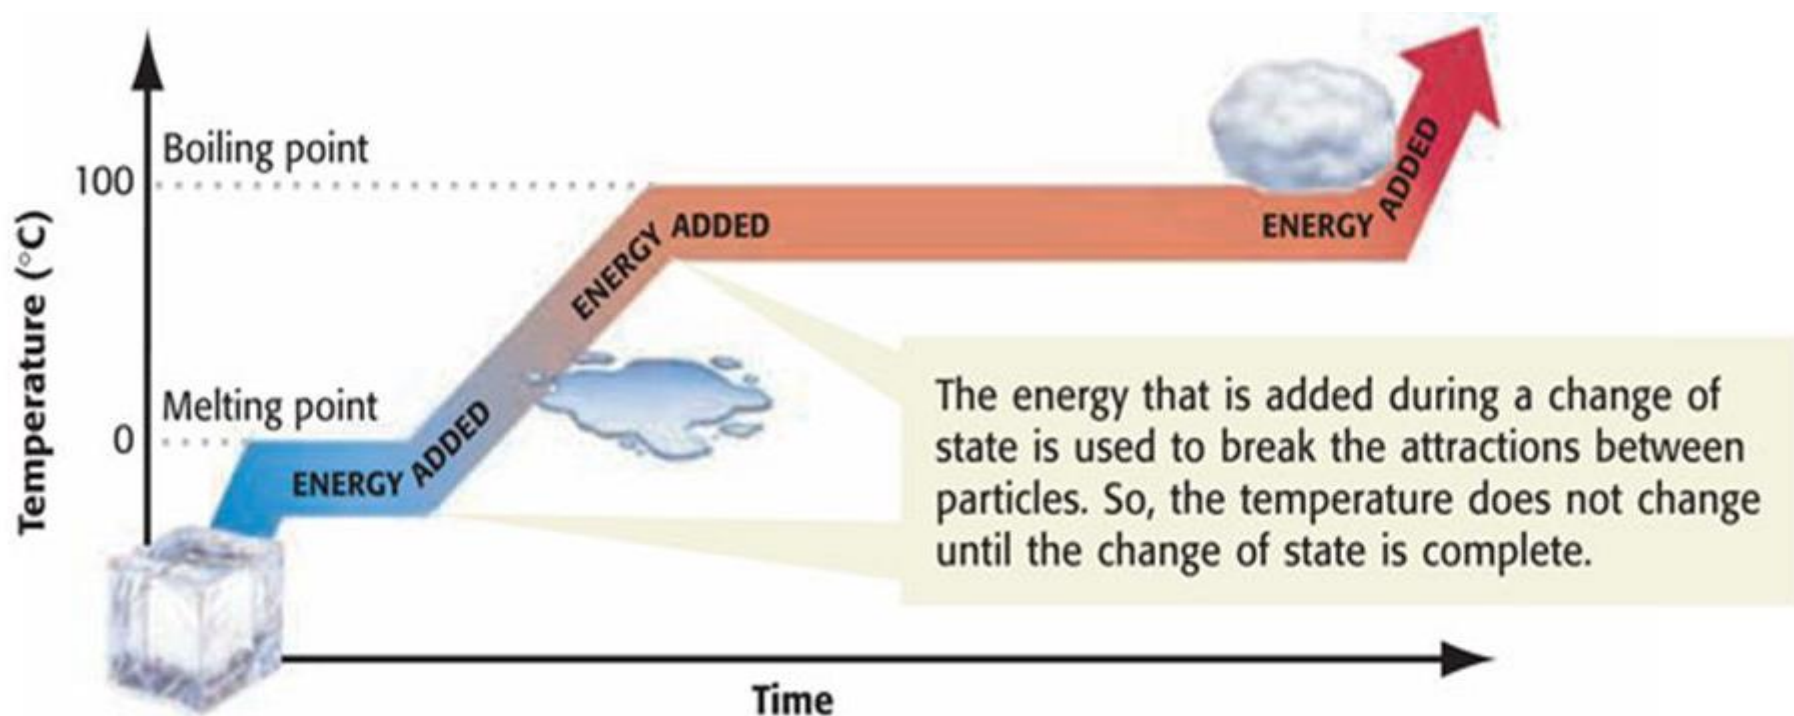 Temperature (°C)
Boiling point
100
Melting point
0
ENERGY ADDED
ENERGY ADDED
ENERGY ADDED
The energy that is added during a change of
state is used to break the attractions between
particles. So, the temperature does not change
until the change of state is complete.
Time